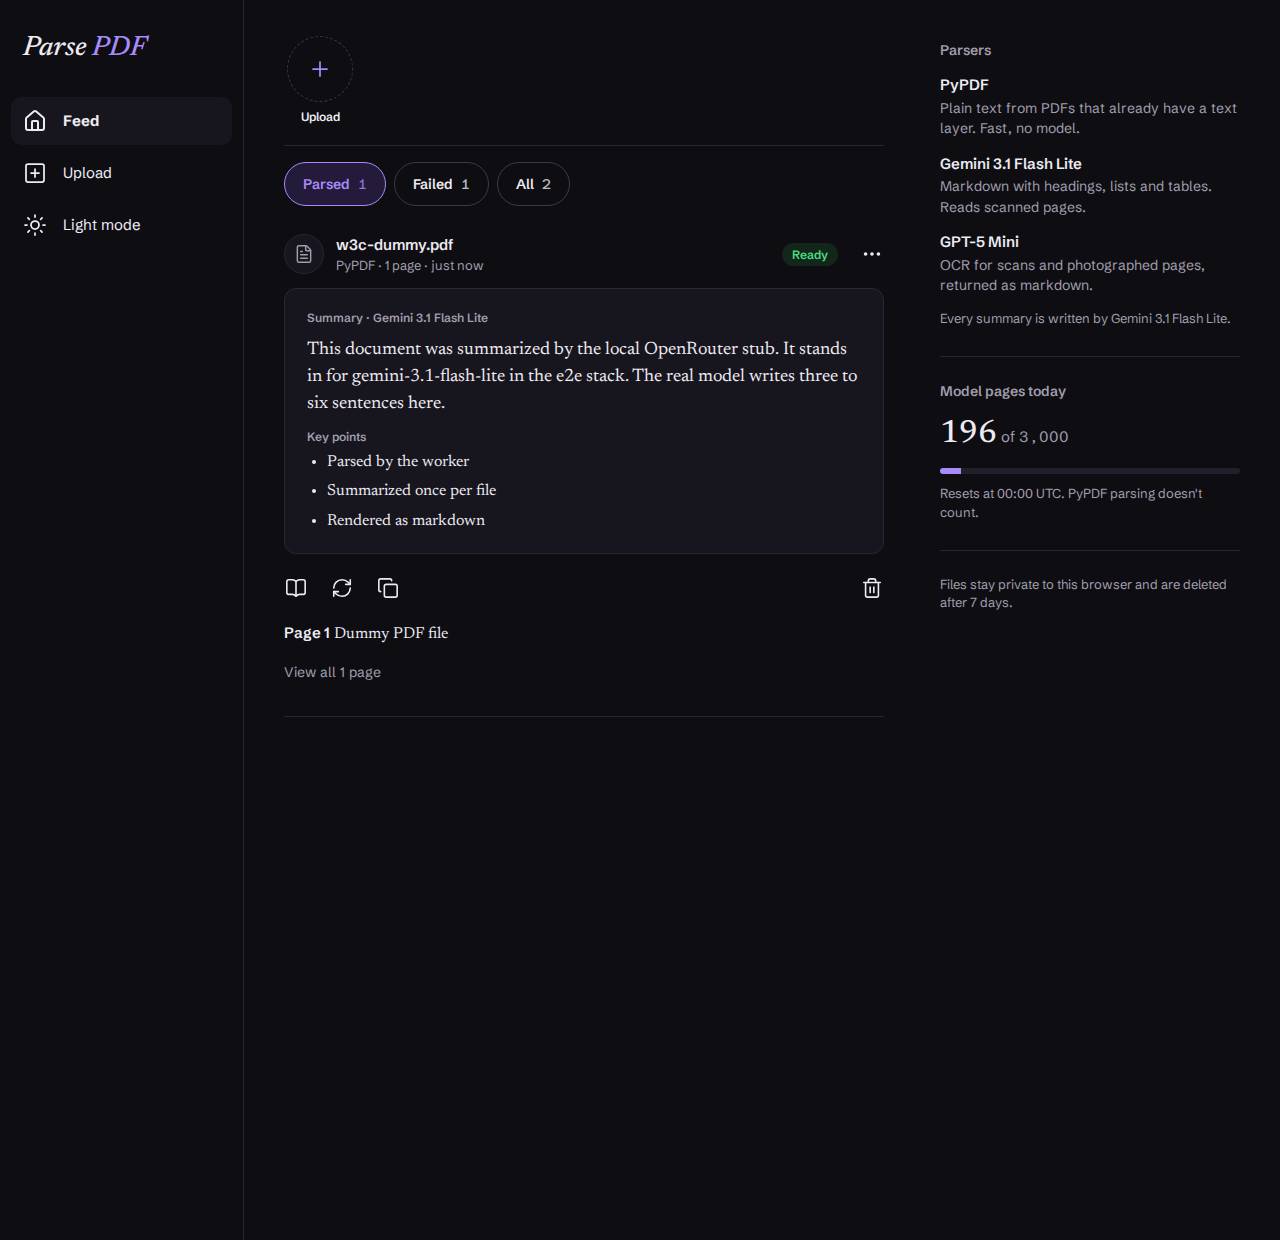 Parse PDF
Feed
Upload
Light mode
Upload
Parsed 1
Failed 1
All 2
w3c-dummy.pdf
PyPDF · 1 page · just now
Ready
Summary · Gemini 3.1 Flash Lite
This document was summarized by the local OpenRouter stub. It stands
in for gemini-3.1-flash-lite in the e2e stack. The real model writes three to
six sentences here.
Key points
• Parsed by the worker
• Summarized once per file
• Rendered as markdown
Page 1 Dummy PDF file
View all 1 page
Parsers
PyPDF
Plain text from PDFs that already have a text
layer. Fast, no model.
Gemini 3.1 Flash Lite
Markdown with headings, lists and tables.
Reads scanned pages.
GPT-5 Mini
OCR for scans and photographed pages,
returned as markdown.
Every summary is written by Gemini 3.1 Flash Lite.
Model pages today
196 of 3,000
Resets at 00:00 UTC. PyPDF parsing doesn't
count.
Files stay private to this browser and are deleted
after 7 days.